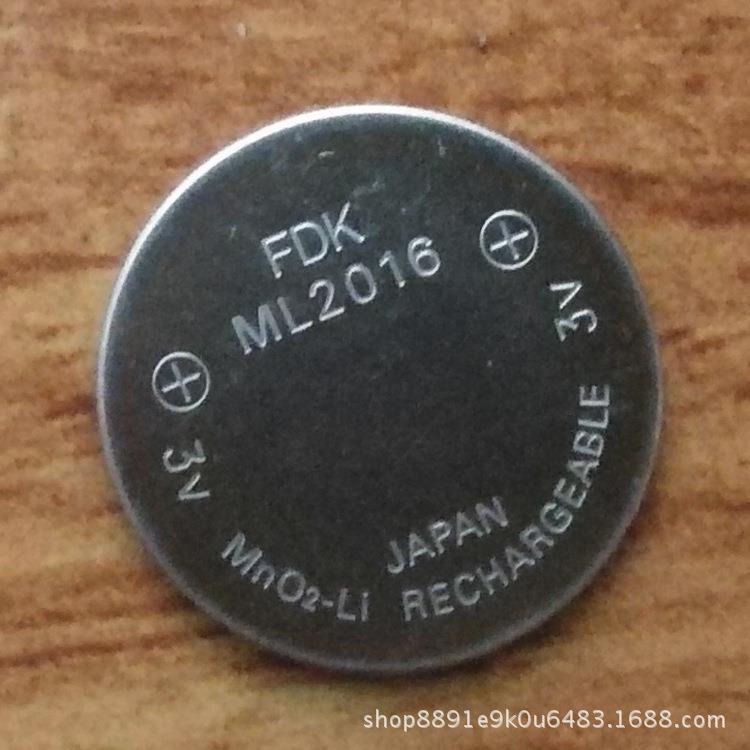 FDK
ML2016
+
+
3V
3V
JAPAN
MnO2-Li RECHARGEABLE
shop8891e9k0u6483.1688.com